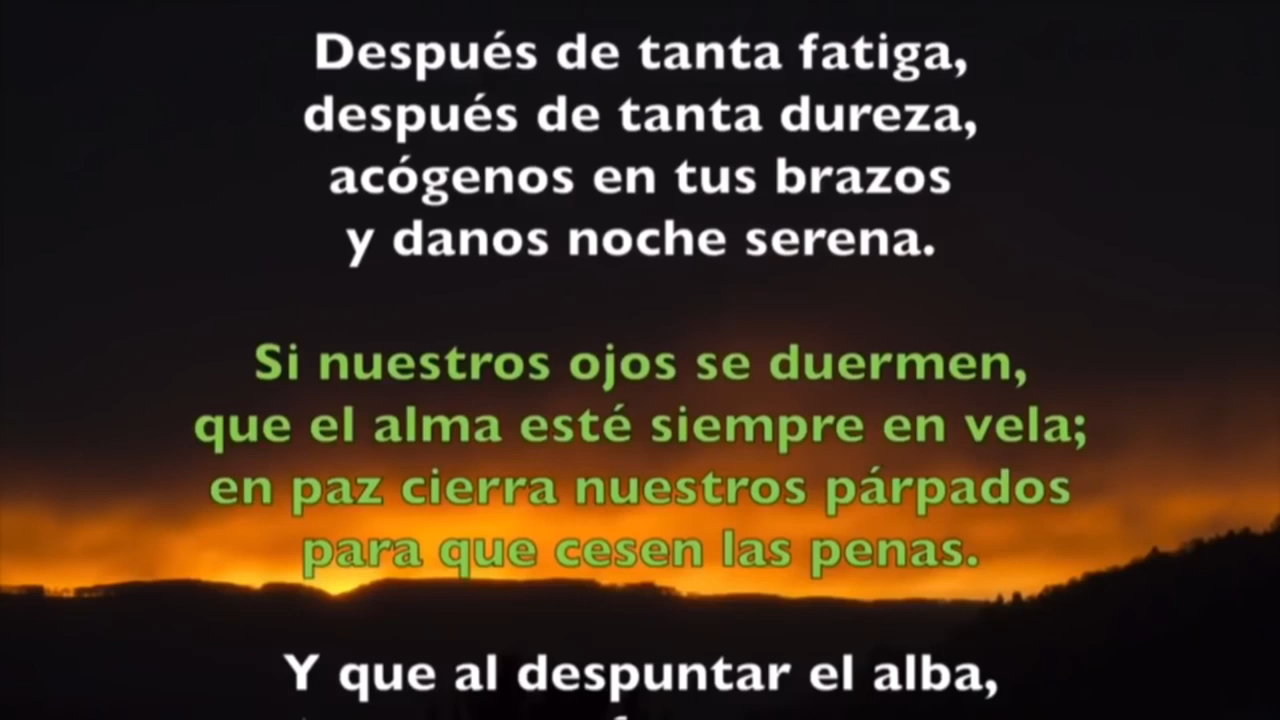 Después de tanta fatiga,
después de tanta dureza,
acógenos en tus brazos
y danos noche serena.
Si nuestros ojos se duermen,
que el alma esté siempre en vela;
en paz cierra nuestros párpados
para que cesen las penas.
Y que al despuntar el alba,